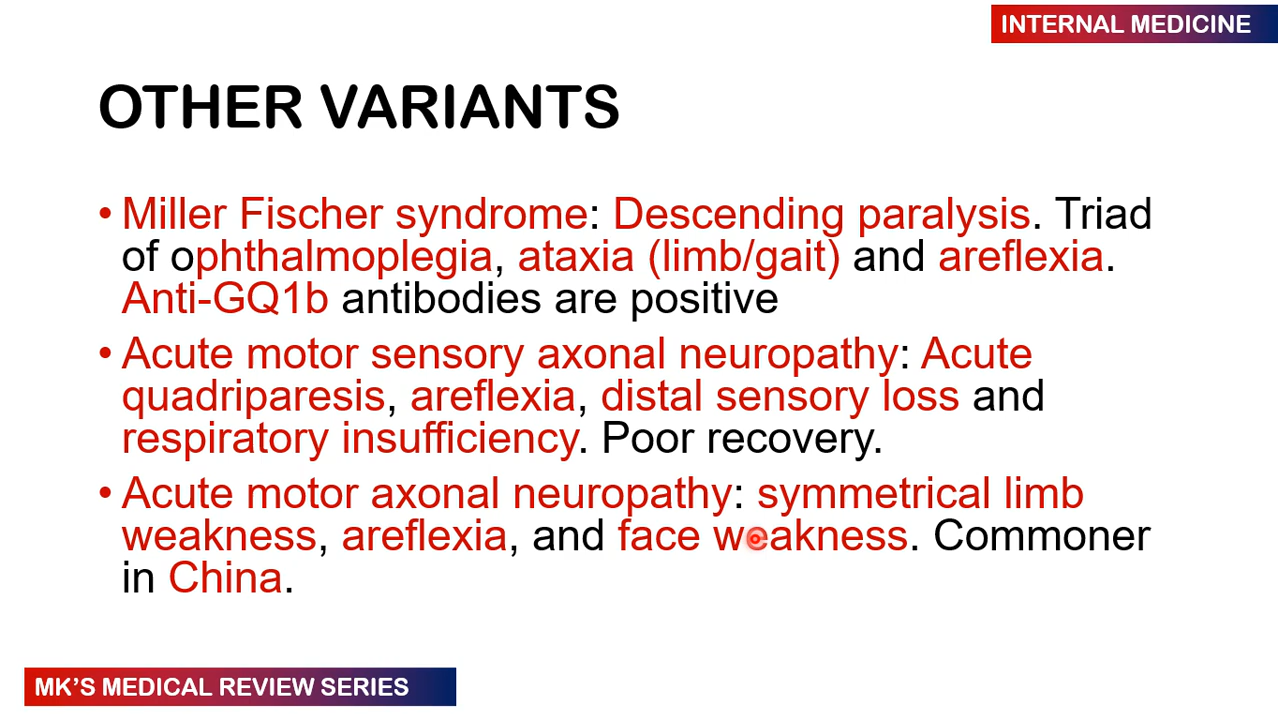 INTERNAL MEDICINE
OTHER VARIANTS
• Miller Fischer syndrome: Descending paralysis. Triad
of ophthalmoplegia, ataxia (limb/gait) and areflexia.
Anti-GQ1b antibodies are positive
• Acute motor sensory axonal neuropathy: Acute
quadriparesis, areflexia, distal sensory loss and
respiratory insufficiency. Poor recovery.
• Acute motor axonal neuropathy: symmetrical limb
weakness, areflexia, and face weakness. Commoner
in China.
MK’S MEDICAL REVIEW SERIES